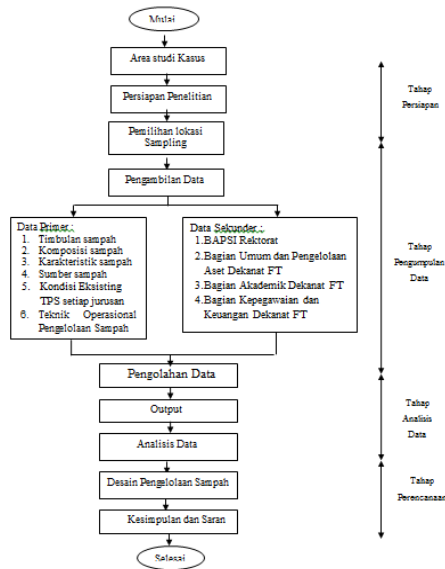 Mulai
Area studi Kasus
Persiapan Penelitian
Pemilihan lokasi
Sampling
Pengambilan Data
Data Primer :
1. Timbulan sampah
2. Komposisi sampah
3. Karakteristik sampah
4. Sumber sampah
5. Kondisi Eksisting
TPS setiap jurusan
6. Teknik Operasional
Pengelolaan Sampah
Data Sekunder :
1.BAPSI Rektorat
2.Bagian Umum dan Pengelolaan
Aset Dekanat FT
3.Bagian Akademik Dekanat FT
4.Bagian Kepegawaian dan
Keuangan Dekanat FT
Pengolahan Data
Output
Analisis Data
Desain Pengelolaan Sampah
Kesimpulan dan Saran
Selesai
Tahap
Persiapan
Tahap
Pengumpulan
Data
Tahap
Analisis
Data
Tahap
Perencanaan